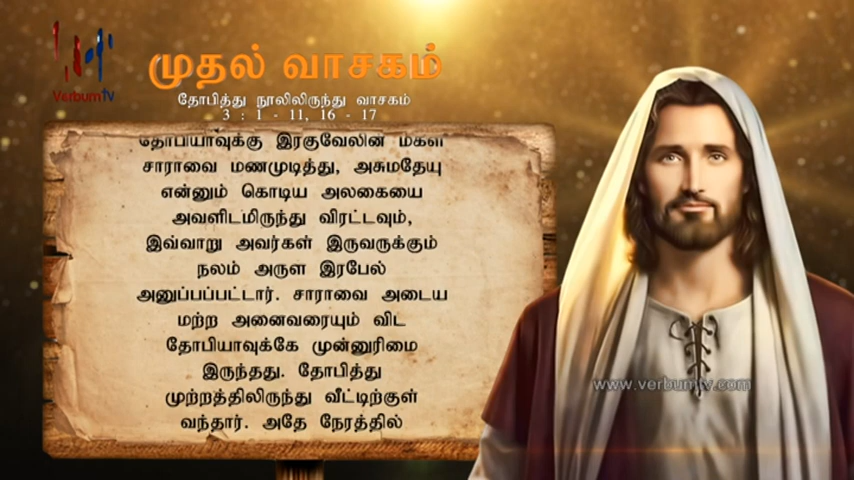 VerbumTV
முதல் வாசகம்
தோபித்து நூலிலிருந்து வாசகம்
3 : 1 - 11, 16 - 17
தோபியாவுக்கு இரகுவேலின் மகள்
சாராவை மணமுடித்து, அசுமதேயு
என்னும் கொடிய அலகையை
அவளிடமிருந்து விரட்டவும்,
இவ்வாறு அவர்கள் இருவருக்கும்
நலம் அருள இரபேல்
அனுப்பப்பட்டார். சாராவை அடைய
மற்ற அனைவரையும் விட
தோபியாவுக்கே முன்னுரிமை
இருந்தது. தோபித்து
முற்றத்திலிருந்து வீட்டிற்குள்
வந்தார். அதே நேரத்தில்
www.verbumtv.com